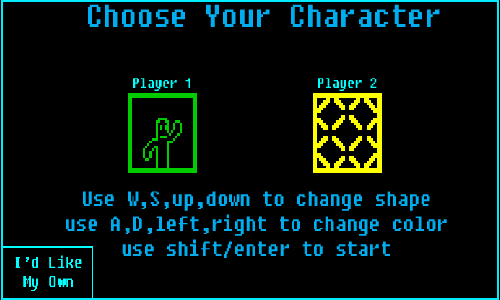 Choose Your Character
Player 1
Player 2
Use W,S,up,down to change shape
use A,D,left,right to change color
use shift/enter to start
I'd Like
My Own